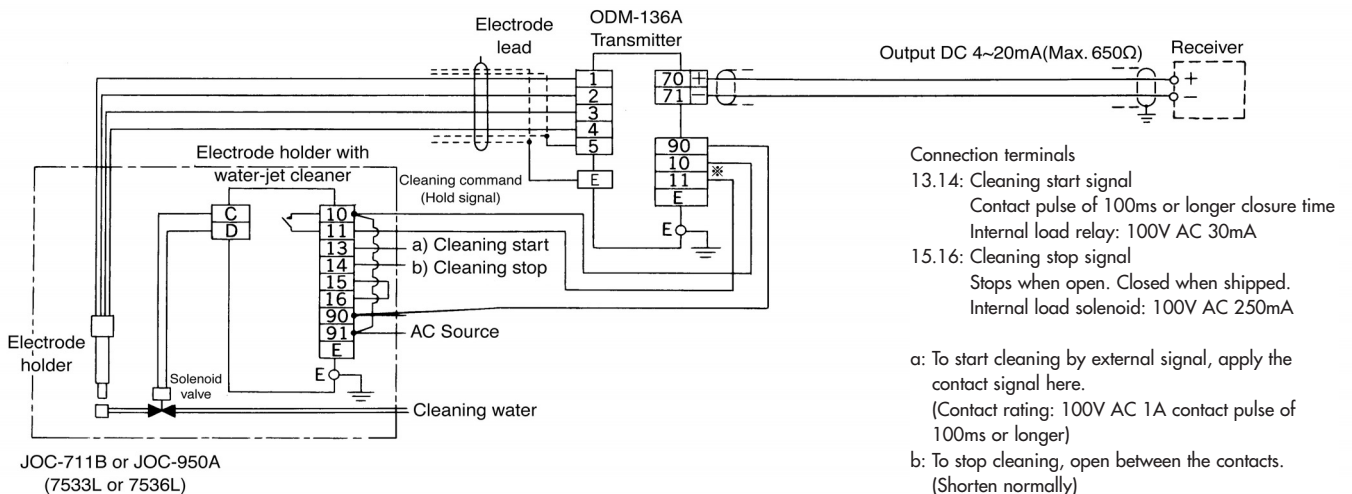 ODM-136A
Transmitter
Electrode
lead
Output DC 4~20mA(Max. 650Ω)
Receiver
1
2
3
4
5
E
70 +
71 −
90
10
11
E
※
E
+
−
Electrode holder with
water-jet cleaner
Cleaning command
(Hold signal)
C
D
10
11
13
14
15
16
90
91
E
E
a) Cleaning start
b) Cleaning stop
AC Source
Electrode
holder
Solenoid
valve
Cleaning water
JOC-711B or JOC-950A
(7533L or 7536L)
Connection terminals
13.14: Cleaning start signal
Contact pulse of 100ms or longer closure time
Internal load relay: 100V AC 30mA
15.16: Cleaning stop signal
Stops when open. Closed when shipped.
Internal load solenoid: 100V AC 250mA
a: To start cleaning by external signal, apply the
contact signal here.
(Contact rating: 100V AC 1A contact pulse of
100ms or longer)
b: To stop cleaning, open between the contacts.
(Shorten normally)